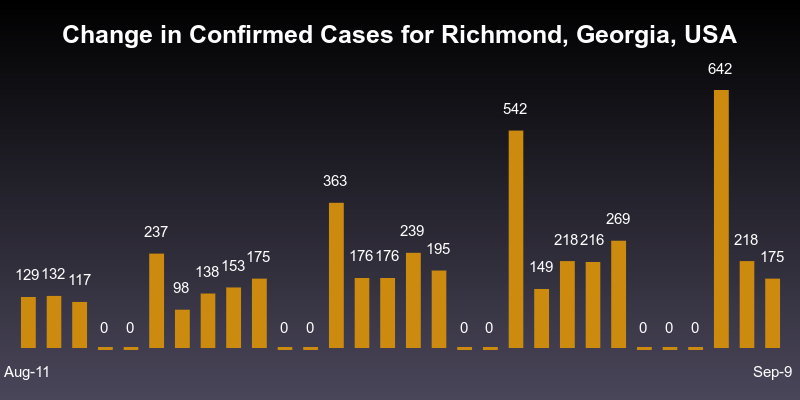 Change in Confirmed Cases for Richmond, Georgia, USA
129 132 117 0 0 237 98 138 153 175 0 0 363 176 176 239 195 0 0 542 149 218 216 269 0 0 0 642 218 175
Aug-11 Sep-9